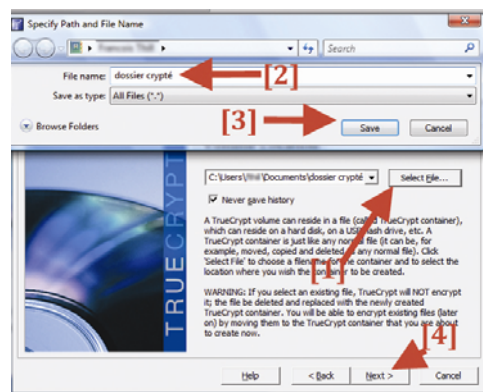 Specify Path and File Name
Search
File name: dossier crypté
[2]
Save as type: All Files (*.*)
Browse Folders
[3]
Save
Cancel
TRUECRYPT
C:\Users\ \Documents\dossier crypté
Select File...
Never save history
A TrueCrypt volume can reside in a file (called TrueCrypt container),
which can reside on a hard disk, on a USB flash drive, etc. A
TrueCrypt container is just like any normal file (it can be, for
example, moved, copied and deleted as any normal file). Click
'Select File' to choose a filename for the container and to select the
location where you wish the container to be created.
[1]
WARNING: If you select an existing file, TrueCrypt will NOT encrypt
it; the file be deleted and replaced with the newly created
TrueCrypt container. You will be able to encrypt existing files (later
on) by moving them to the TrueCrypt container that you are about
to create now.
[4]
Help
< Back
Next >
Cancel